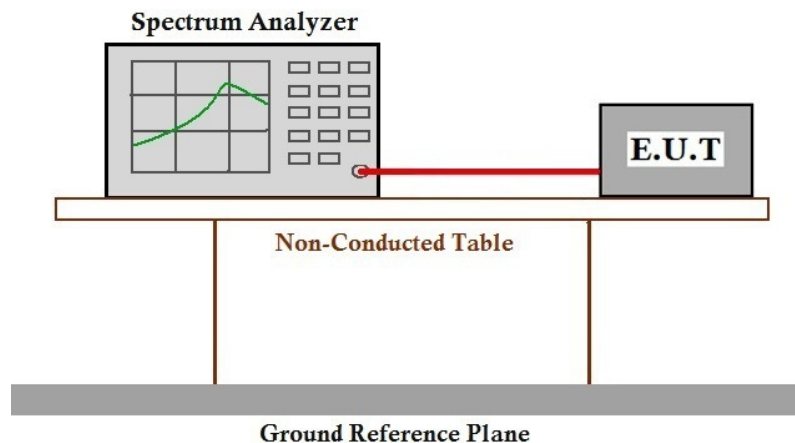 Spectrum Analyzer
E.U.T
Non-Conducted Table
Ground Reference Plane